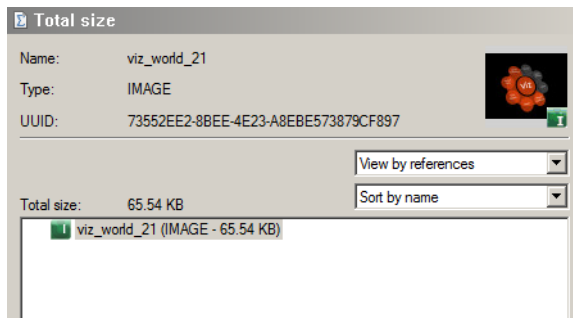 Total size
Name: viz_world_21
Type: IMAGE
UUID: 73552EE2-8BEE-4E23-A8EBE573879CF897
View by references
Sort by name
Total size: 65.54 KB
viz_world_21 (IMAGE - 65.54 KB)